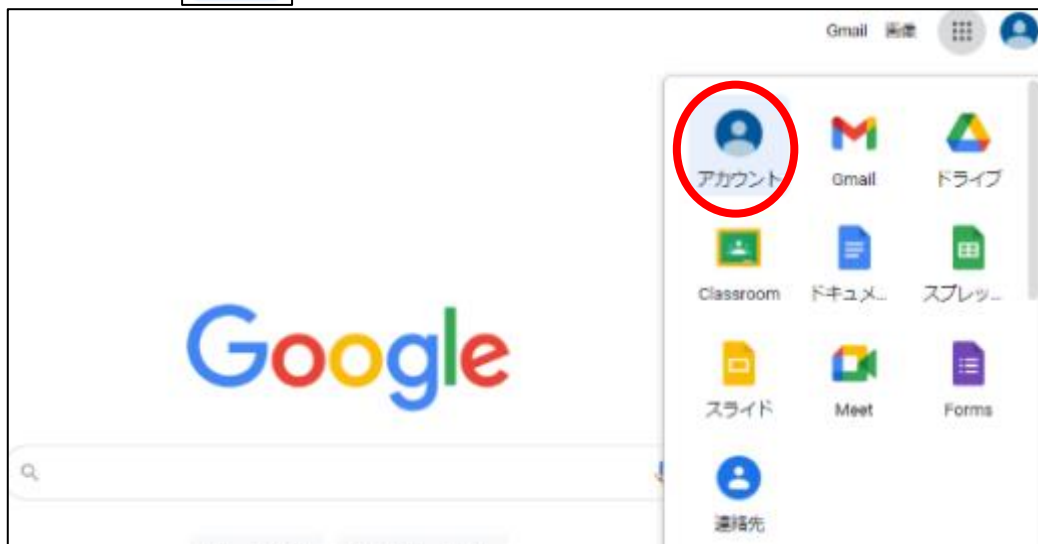 Gmail 画像
アカウント Gmail ドライブ
Classroom ドキュメ... スプレッ...
Google
スライド Meet Forms
連絡先